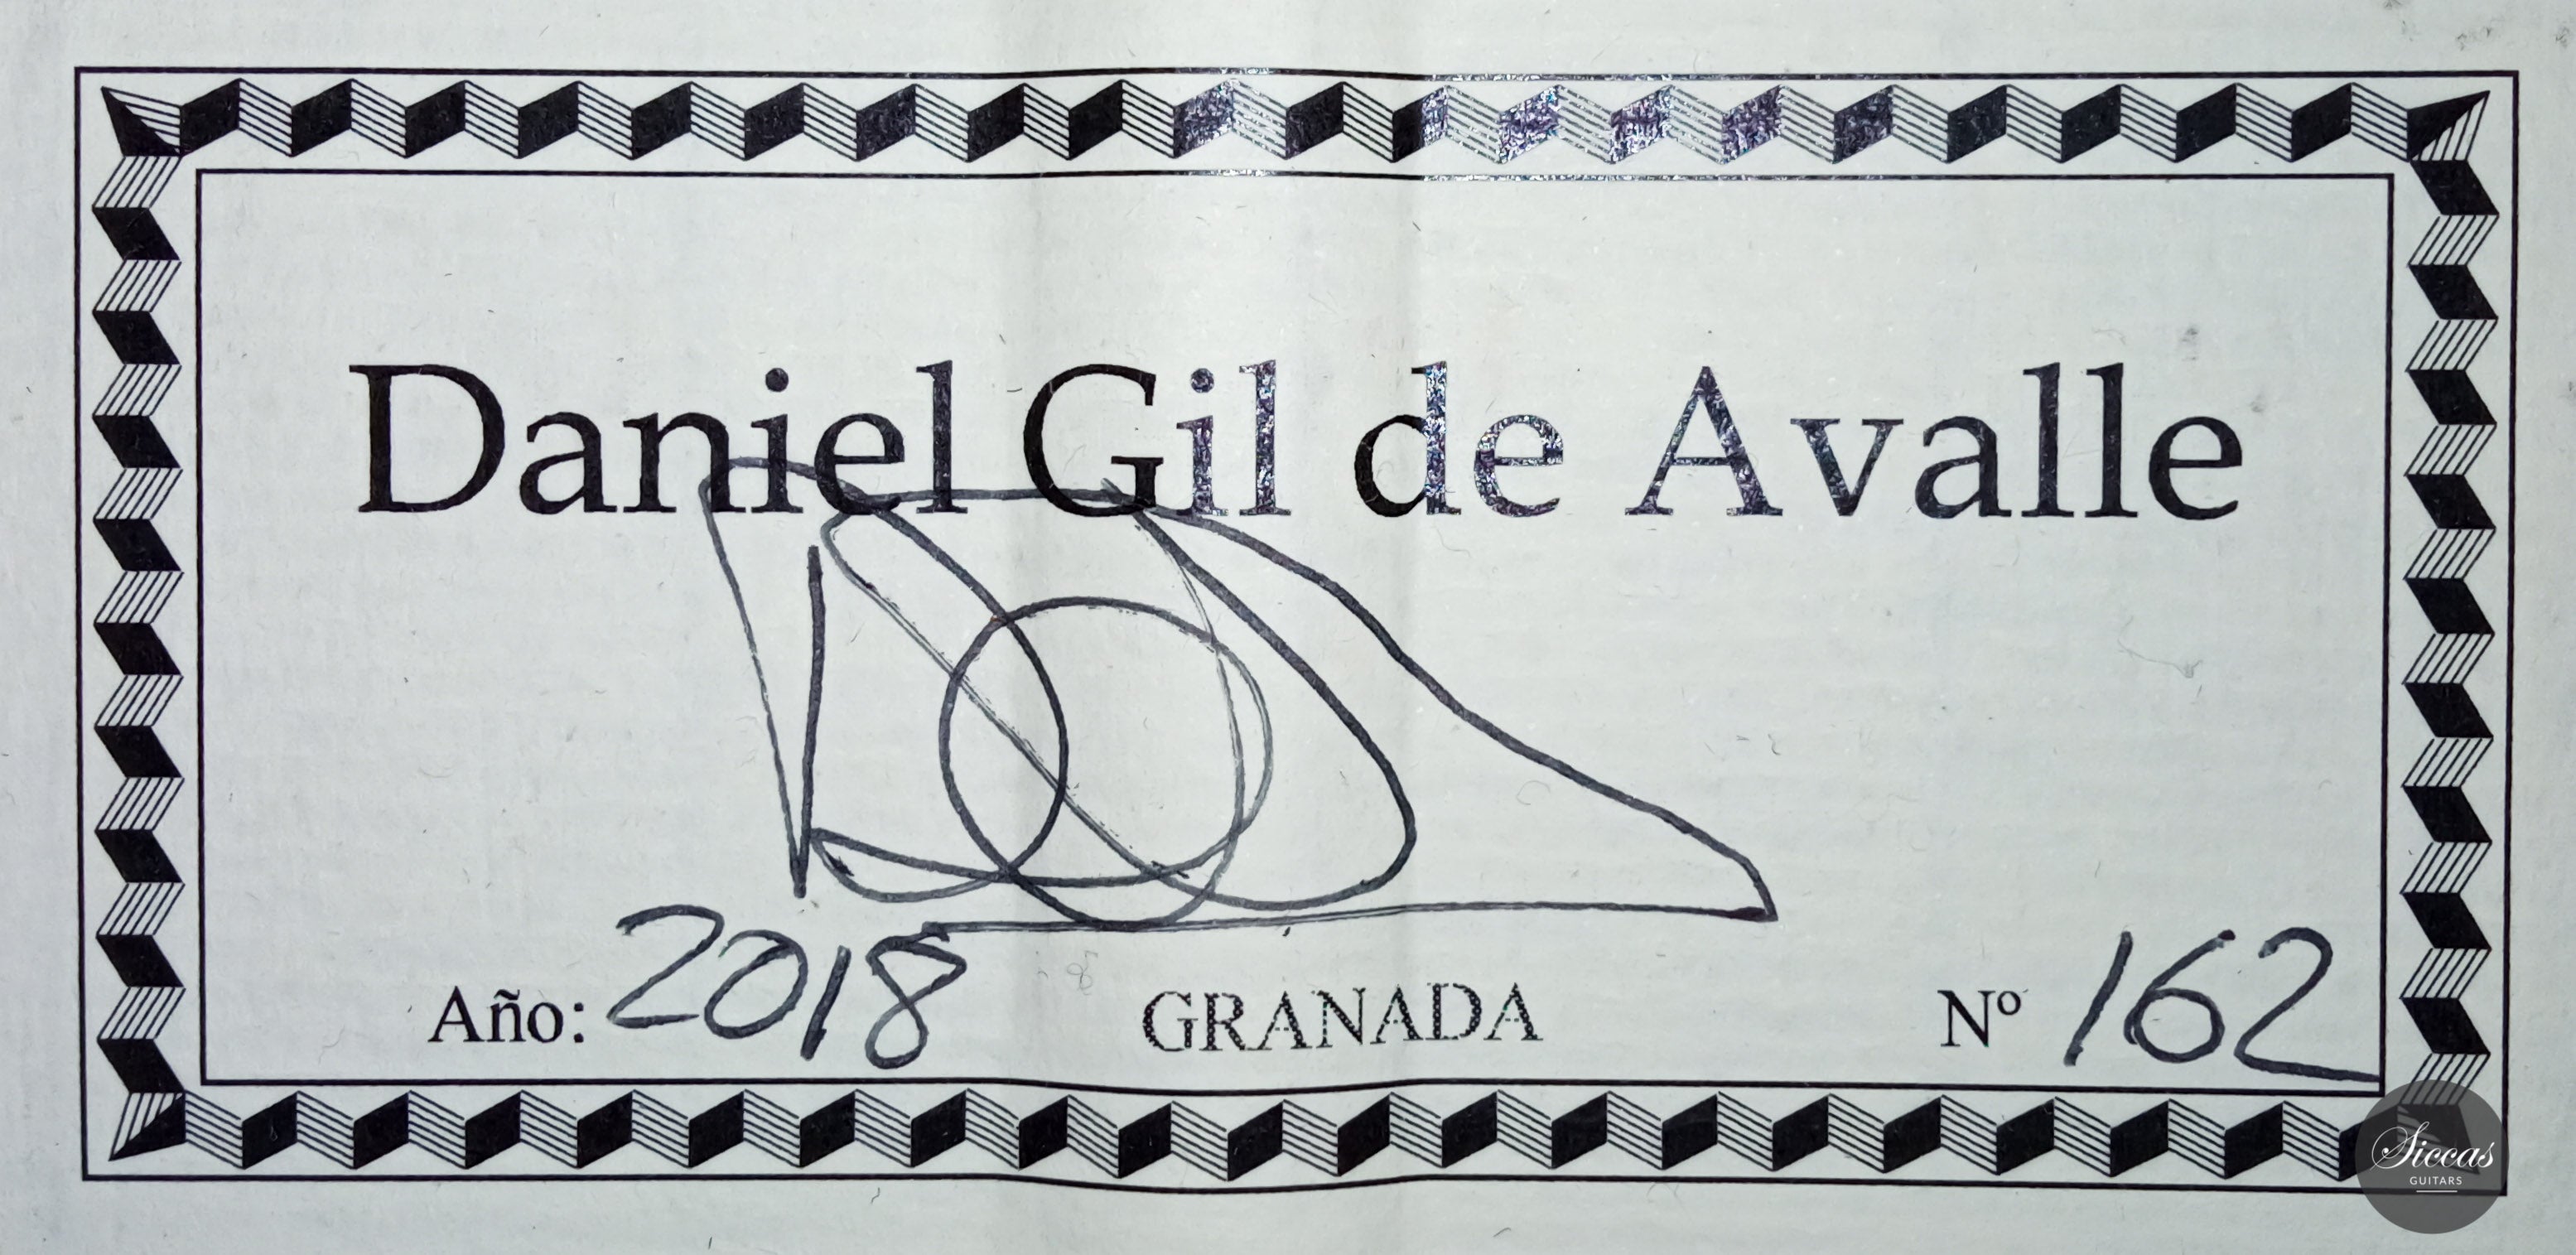 Daniel Gil de Avalle
Año: 2018 GRANADA Nº 162
Siccas
GUITARS